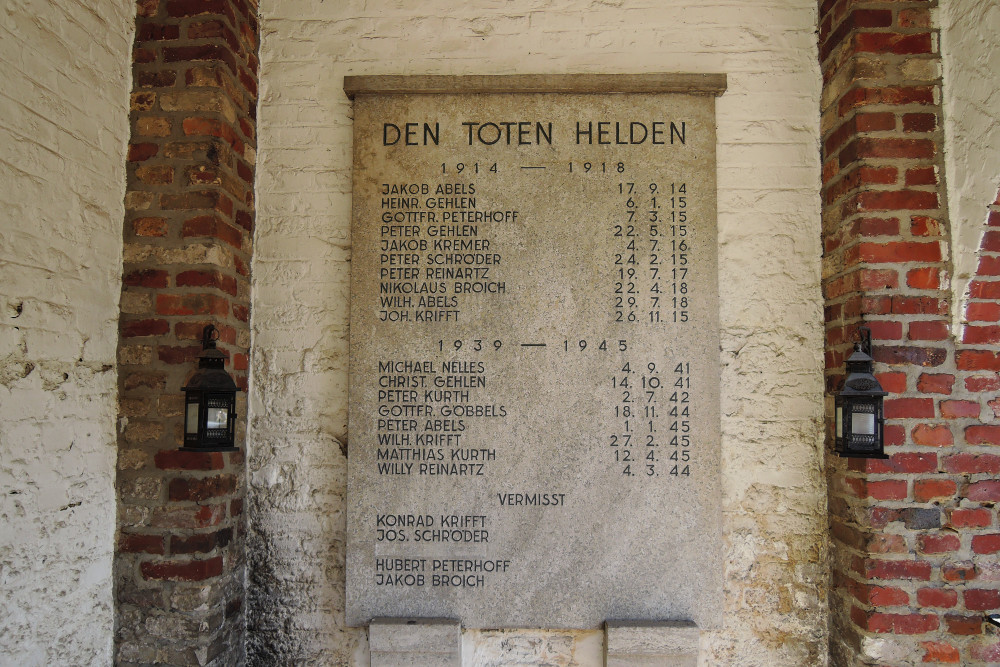 DEN TOTEN HELDEN
1914 — 1918
JAKOB ABELS 17. 9. 14
HEINR. GEHLEN 6. 1. 15
GOTTFR. PETERHOFF 7. 3. 15
PETER GEHLEN 22. 5. 15
JAKOB KREMER 4. 7. 16
PETER SCHRÖDER 24. 2. 15
PETER REINARTZ 19. 7. 17
NIKOLAUS BROICH 22. 4. 18
WILH. ABELS 29. 7. 18
JOH. KRIFFT 26. 11. 15
1939 — 1945
MICHAEL NELLES 4. 9. 41
CHRIST. GEHLEN 14. 10. 41
PETER KURTH 2. 7. 42
GOTTFR. GÖBBELS 18. 11. 44
PETER ABELS 1. 1. 45
WILH. KRIFFT 27. 2. 45
MATTHIAS KURTH 12. 4. 45
WILLY REINARTZ 4. 3. 44
VERMISST
KONRAD KRIFFT
JOS. SCHRÖDER
HUBERT PETERHOFF
JAKOB BROICH